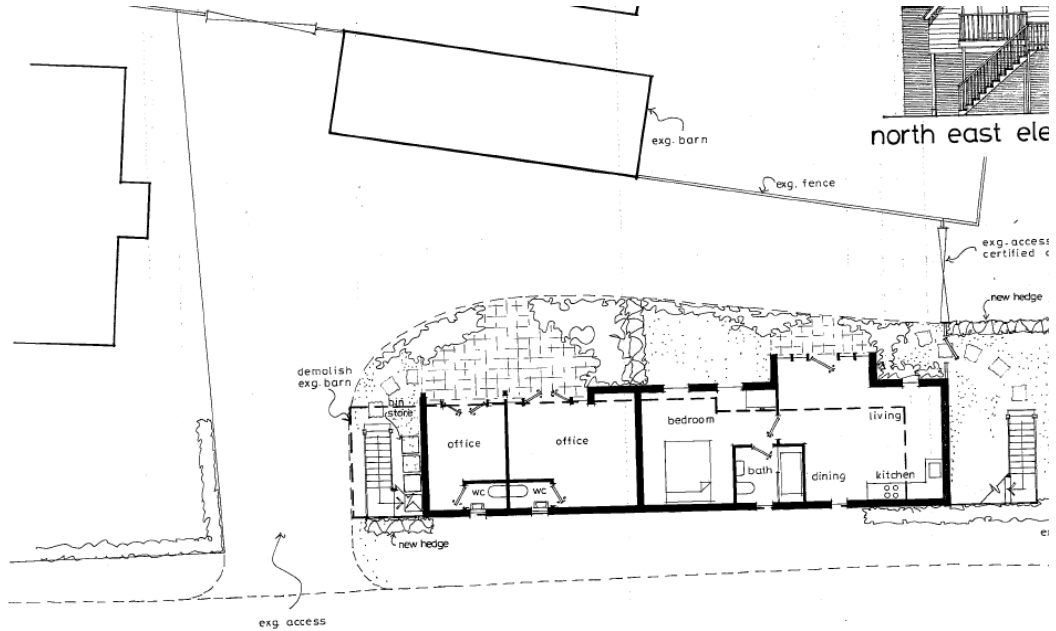 north east ele
exg. barn
exg. fence
exg. access
certified
new hedge
demolish
exg. barn
bin
store
office
office
bedroom
living
wc
wc
bath
dining
kitchen
new hedge
exg. access